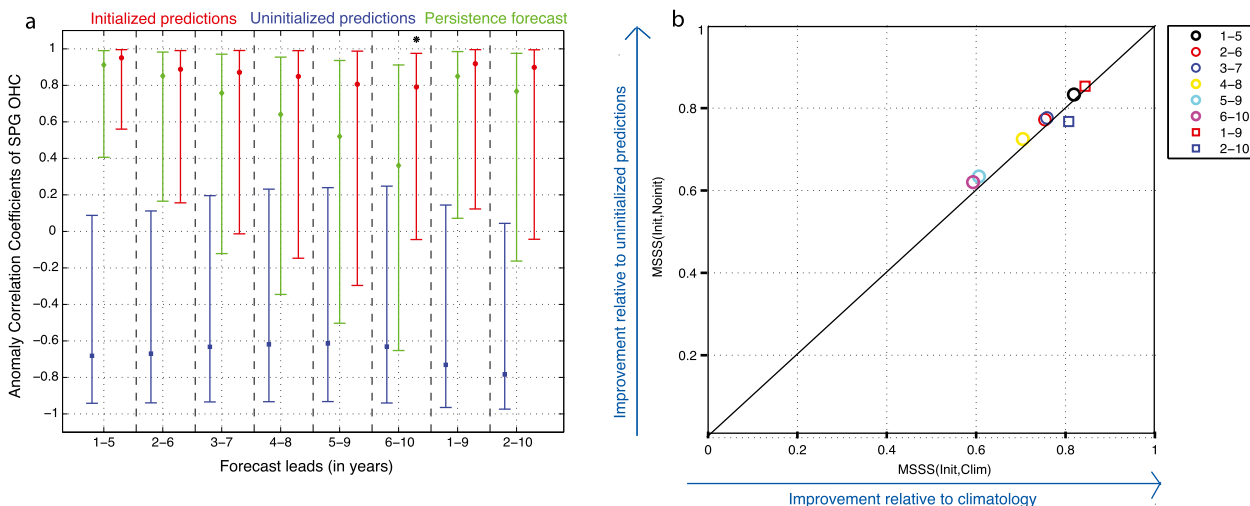 a
Initialized predictions Uninitialized predictions Persistence forecast
*
Anomaly Correlation Coefficients of SPG OHC
1
0.8
0.6
0.4
0.2
0
−0.2
−0.4
−0.6
−0.8
−1
1−5 2−6 3−7 4−8 5−9 6−10 1−9 2−10
Forecast leads (in years)
b
Improvement relative to uninitialized predictions
MSSS(Init,Noinit)
1
0.8
0.6
0.4
0.2
0 0.2 0.4 0.6 0.8 1
MSSS(Init,Clim)
Improvement relative to climatology
1−5
2−6
3−7
4−8
5−9
6−10
1−9
2−10